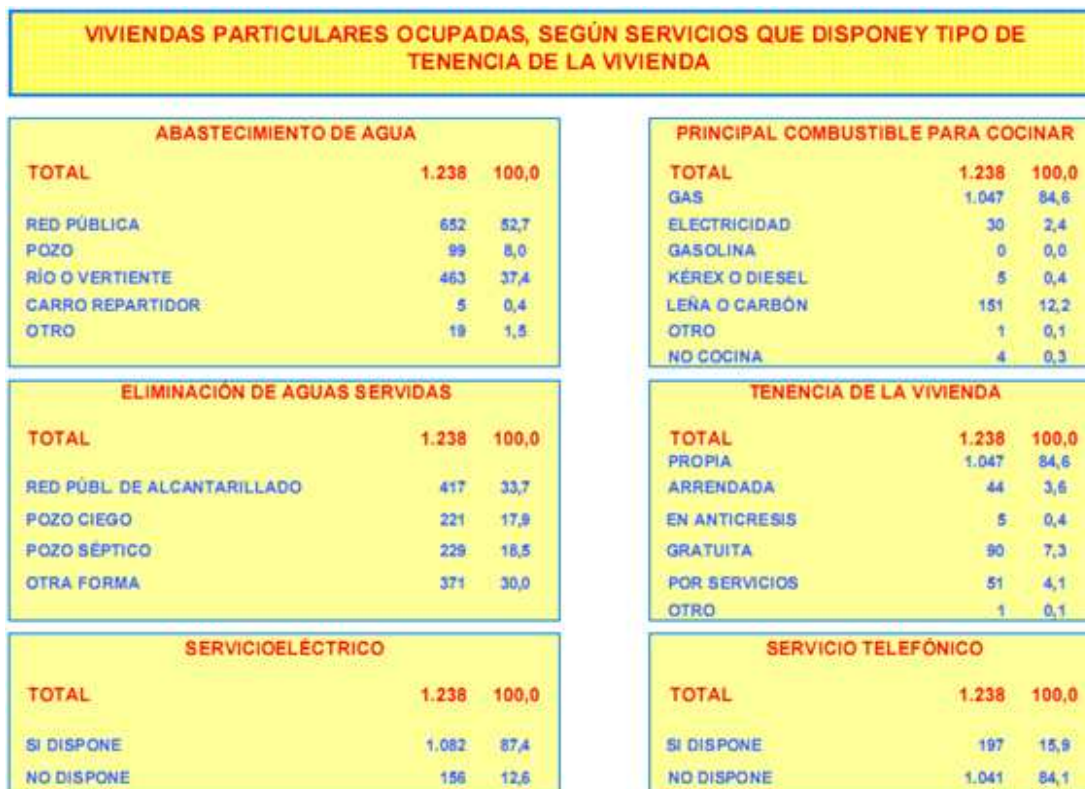 VIVIENDAS PARTICULARES OCUPADAS, SEGÚN SERVICIOS QUE DISPONEY TIPO DE
TENENCIA DE LA VIVIENDA
ABASTECIMIENTO DE AGUA
TOTAL 1.238 100,0
RED PÚBLICA 652 52,7
POZO 99 8,0
RÍO O VERTIENTE 463 37,4
CARRO REPARTIDOR 5 0,4
OTRO 19 1,5
PRINCIPAL COMBUSTIBLE PARA COCINAR
TOTAL 1.238 100,0
GAS 1.047 84,6
ELECTRICIDAD 30 2,4
GASOLINA 0 0,0
KÉREX O DIESEL 5 0,4
LEÑA O CARBÓN 151 12,2
OTRO 1 0,1
NO COCINA 4 0,3
ELIMINACIÓN DE AGUAS SERVIDAS
TOTAL 1.238 100,0
RED PÚBL. DE ALCANTARILLADO 417 33,7
POZO CIEGO 221 17,9
POZO SÉPTICO 229 18,5
OTRA FORMA 371 30,0
TENENCIA DE LA VIVIENDA
TOTAL 1.238 100,0
PROPIA 1.047 84,6
ARRENDADA 44 3,6
EN ANTICRESIS 5 0,4
GRATUITA 90 7,3
POR SERVICIOS 51 4,1
OTRO 1 0,1
SERVICIOELÉCTRICO
TOTAL 1.238 100,0
SI DISPONE 1.082 87,4
NO DISPONE 156 12,6
SERVICIO TELEFÓNICO
TOTAL 1.238 100,0
SI DISPONE 197 15,9
NO DISPONE 1.041 84,1